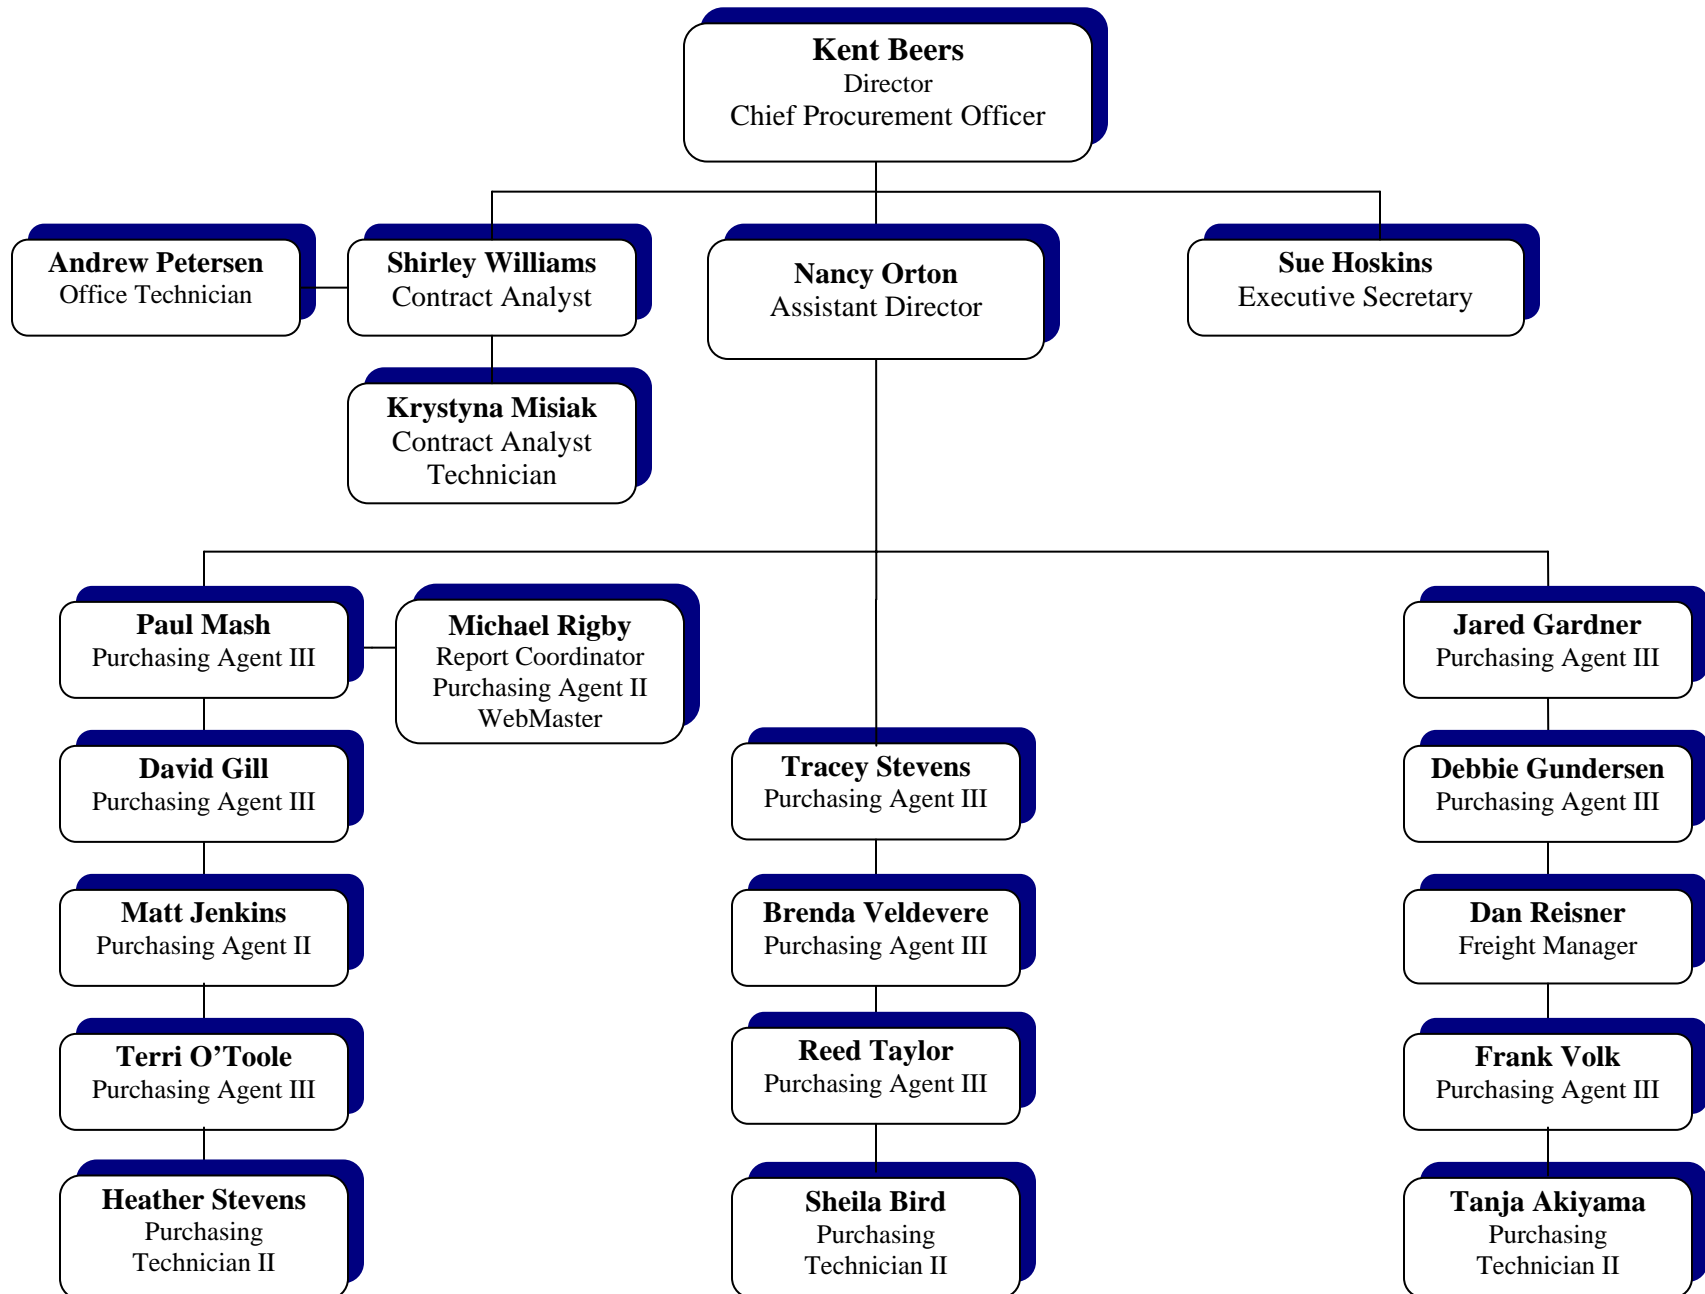 Kent Beers
Director
Chief Procurement Officer
Andrew Petersen
Office Technician
Shirley Williams
Contract Analyst
Nancy Orton
Assistant Director
Sue Hoskins
Executive Secretary
Krystyna Misiak
Contract Analyst
Technician
Paul Mash
Purchasing Agent III
Michael Rigby
Report Coordinator
Purchasing Agent II
WebMaster
Jared Gardner
Purchasing Agent III
David Gill
Purchasing Agent III
Tracey Stevens
Purchasing Agent III
Debbie Gundersen
Purchasing Agent III
Matt Jenkins
Purchasing Agent II
Brenda Veldevere
Purchasing Agent III
Dan Reisner
Freight Manager
Terri O’Toole
Purchasing Agent III
Reed Taylor
Purchasing Agent III
Frank Volk
Purchasing Agent III
Heather Stevens
Purchasing
Technician II
Sheila Bird
Purchasing
Technician II
Tanja Akiyama
Purchasing
Technician II